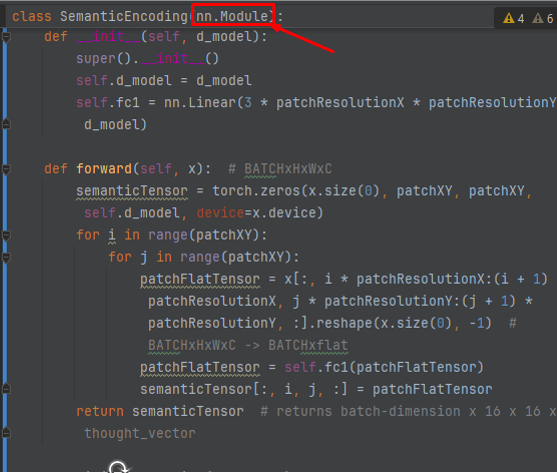 class SemanticEncoding(nn.Module):
def __init__(self, d_model):
super().__init__()
self.d_model = d_model
self.fc1 = nn.Linear(3 * patchResolutionX * patchResolutionY
d_model)
def forward(self, x):  # BATCHxHxWxC
semanticTensor = torch.zeros(x.size(0), patchXY, patchXY,
self.d_model, device=x.device)
for i in range(patchXY):
for j in range(patchXY):
patchFlatTensor = x[:, i * patchResolutionX:(i + 1)
patchResolutionX, j * patchResolutionY:(j + 1) *
patchResolutionY, :].reshape(x.size(0), -1)  #
BATCHxHxWxC -> BATCHxflat
patchFlatTensor = self.fc1(patchFlatTensor)
semanticTensor[:, i, j, :] = patchFlatTensor
return semanticTensor  # returns batch-dimension x 16 x 16 x
thought_vector
4 6